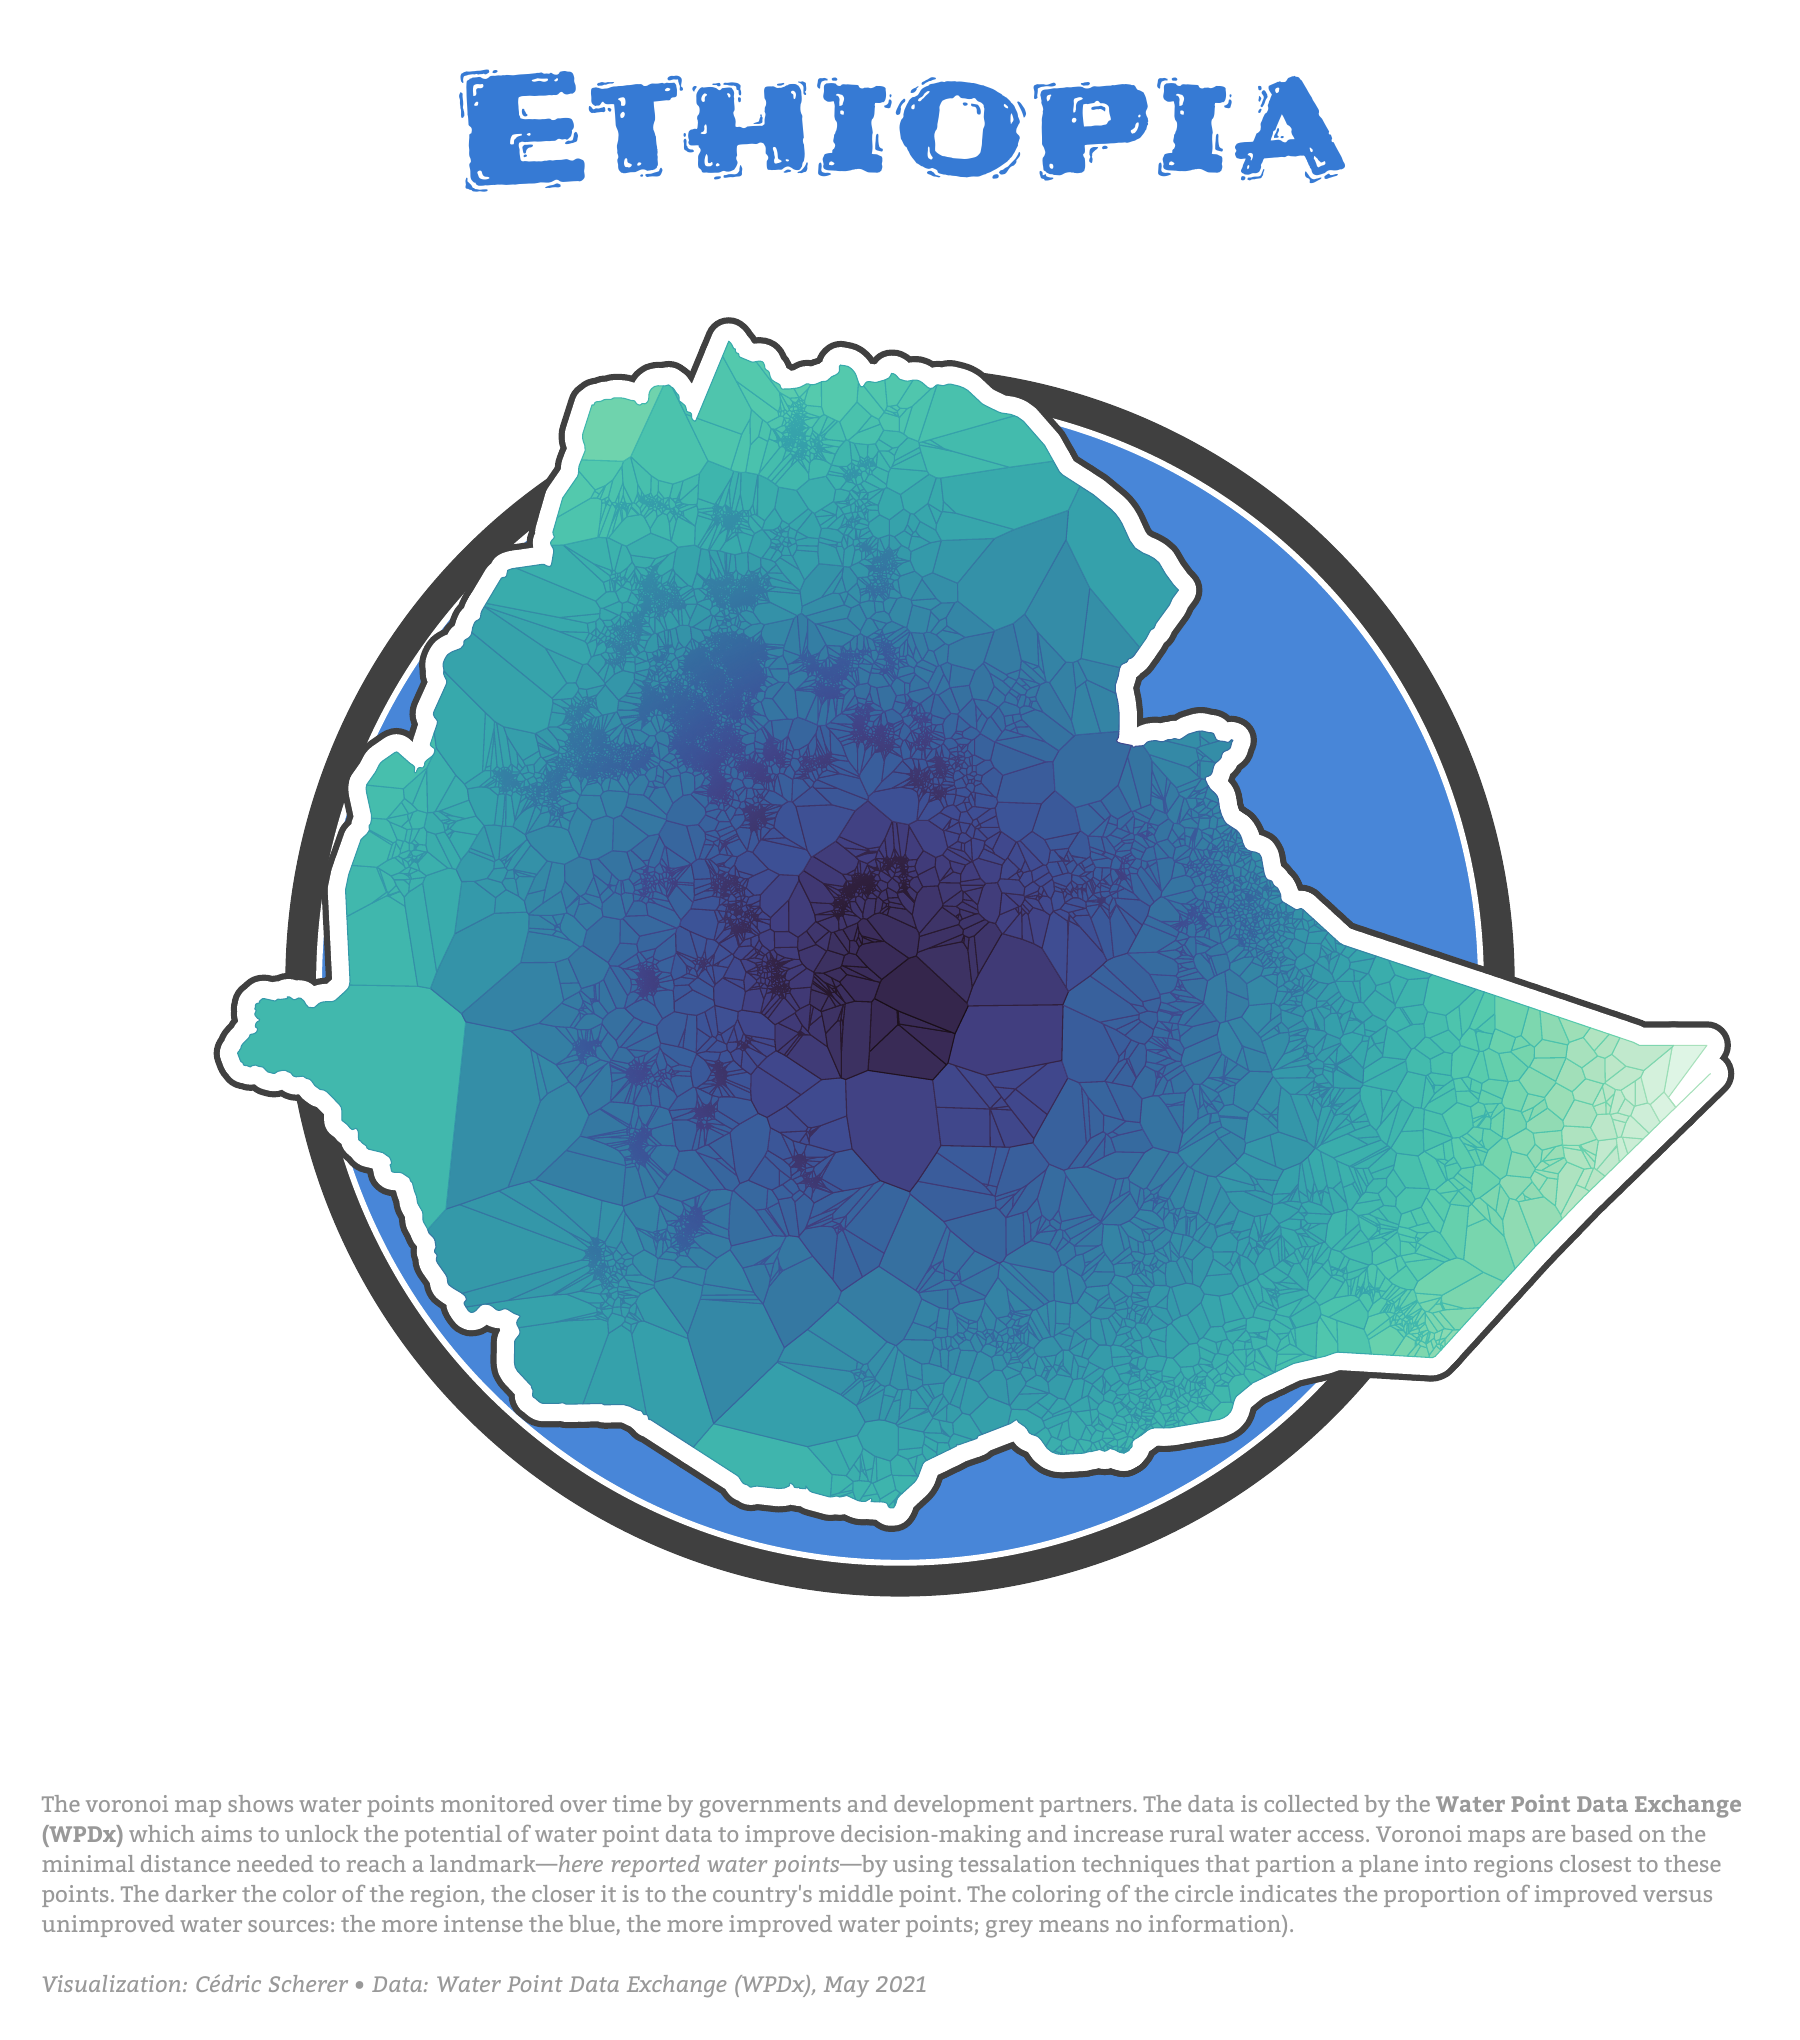 ETHIOPIA
The voronoi map shows water points monitored over time by governments and development partners. The data is collected by the Water Point Data Exchange
(WPDx) which aims to unlock the potential of water point data to improve decision-making and increase rural water access. Voronoi maps are based on the
minimal distance needed to reach a landmark—here reported water points—by using tessalation techniques that partion a plane into regions closest to these
points. The darker the color of the region, the closer it is to the country's middle point. The coloring of the circle indicates the proportion of improved versus
unimproved water sources: the more intense the blue, the more improved water points; grey means no information).
Visualization: Cédric Scherer • Data: Water Point Data Exchange (WPDx), May 2021